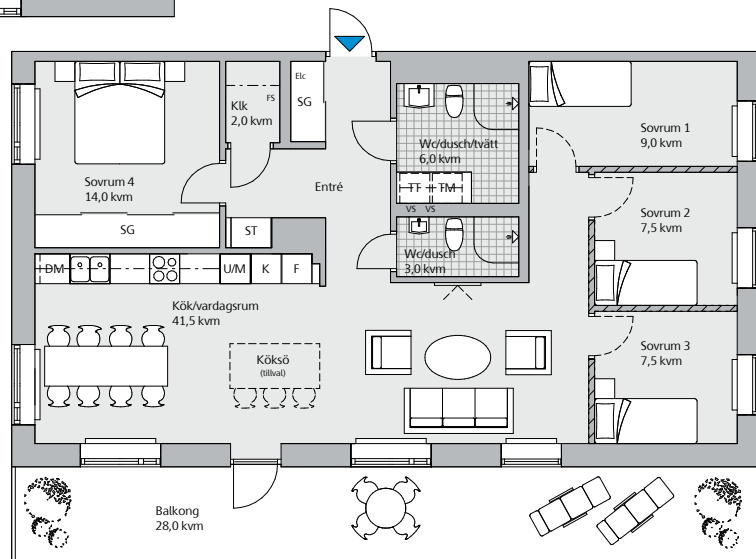 Elc
SG
Klk
FS
2,0 kvm
Sovrum 1
9,0 kvm
Wc/dusch/tvätt
6,0 kvm
Sovrum 4
14,0 kvm
Entré
TT
TM
VS VS
Sovrum 2
7,5 kvm
SG
ST
Wc/dusch
3,0 kvm
DM
U/M
K
F
Kök/vardagsrum
41,5 kvm
Köksö
(tillval)
Sovrum 3
7,5 kvm
Balkong
28,0 kvm